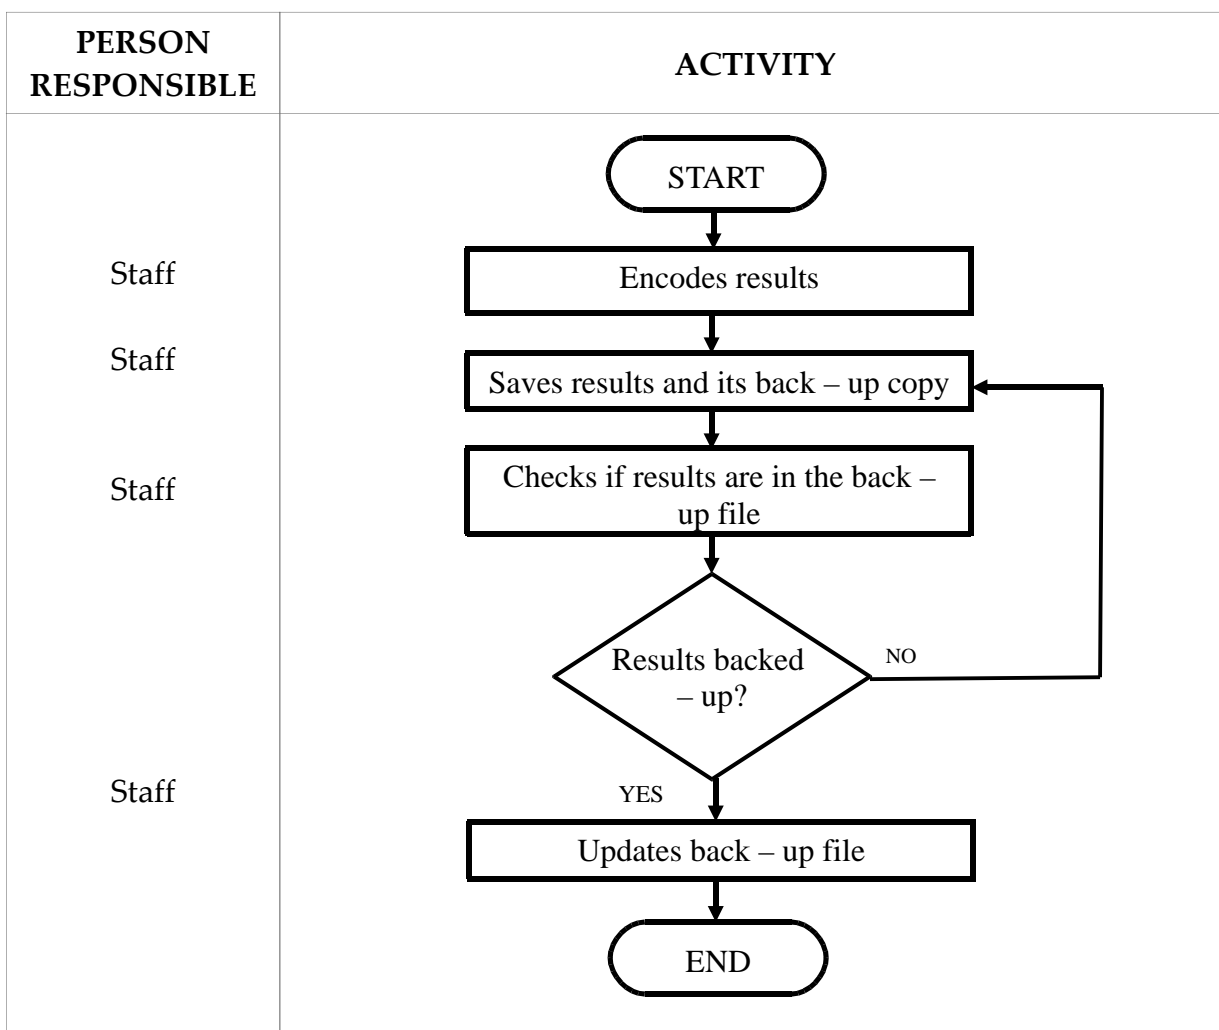 PERSON
RESPONSIBLE
ACTIVITY
START
Staff
Encodes results
Staff
Saves results and its back – up copy
Staff
Checks if results are in the back –
up file
Results backed
– up?
NO
YES
Staff
Updates back – up file
END